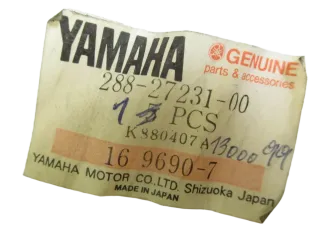 YAMAHA GENUINE
parts & accessories
288-27231-00
1 PCS
K880407A 13000
16 9690-7
YAMAHA MOTOR CO.LTD. Shizuoka Japan
MADE IN JAPAN